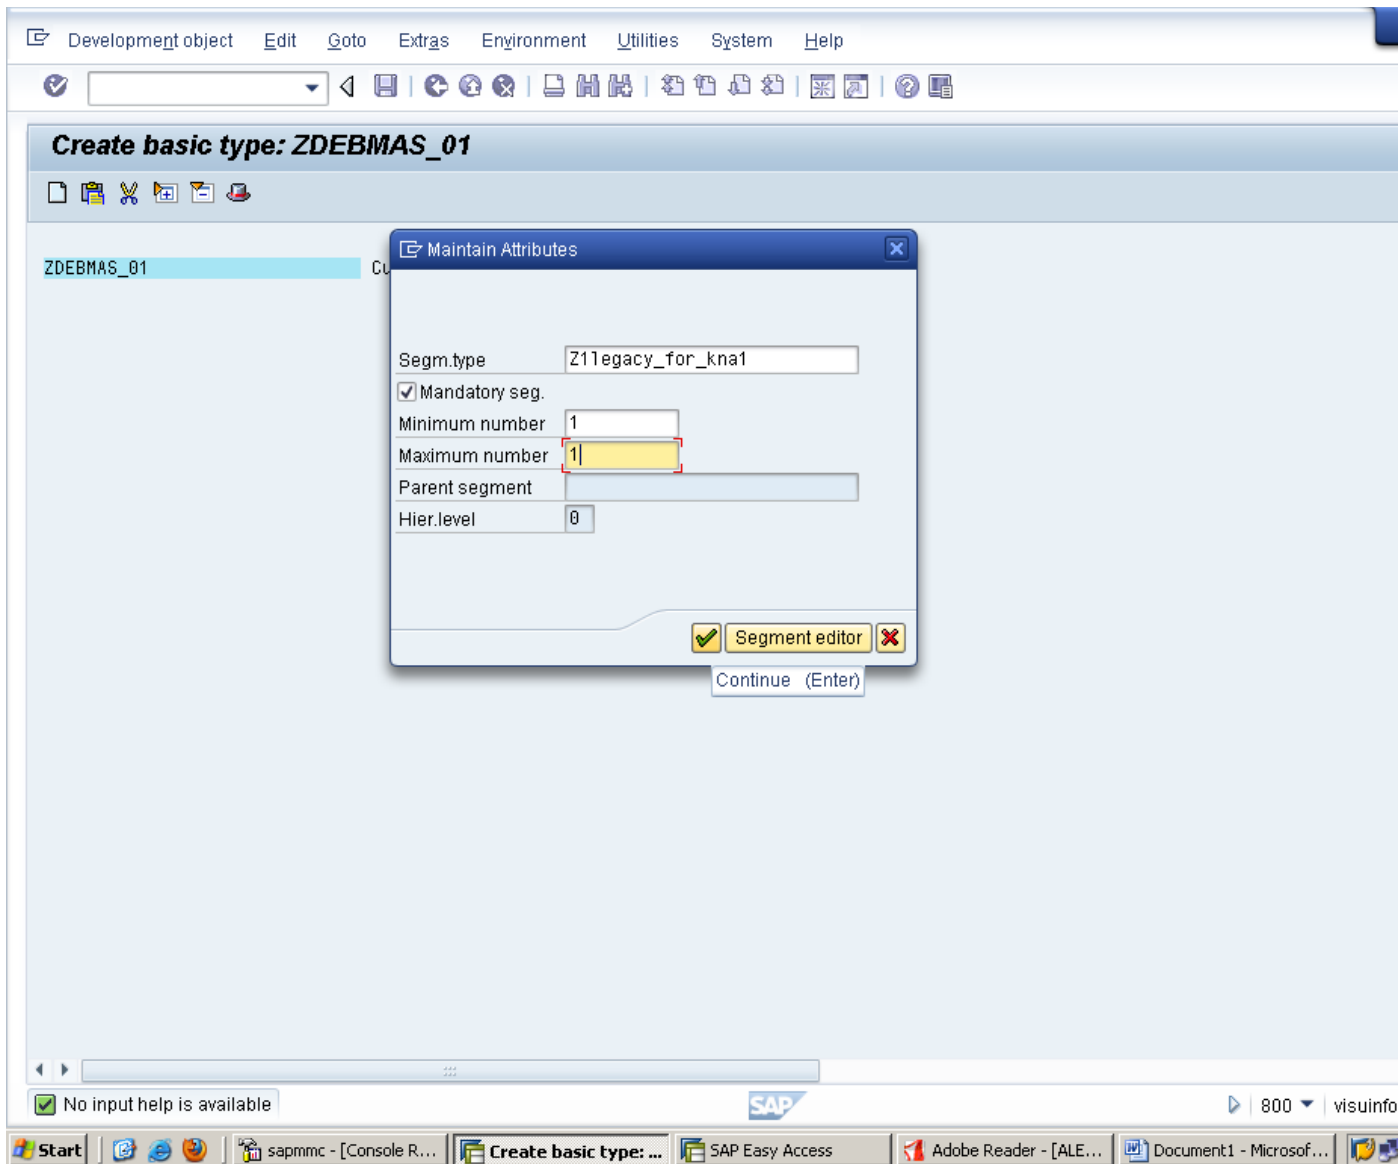 Development object Edit Goto Extras Environment Utilities System Help
Create basic type: ZDEBMAS_01
Maintain Attributes
ZDEBMAS_01 Cu
Segm.type Z1legacy_for_kna1
Mandatory seg.
Minimum number 1
Maximum number 1
Parent segment
Hier.level 0
Segment editor
Continue (Enter)
No input help is available SAP 800 visuinfo
Start sapmmc - [Console R... Create basic type: ... SAP Easy Access Adobe Reader - [ALE... Document1 - Microsof...